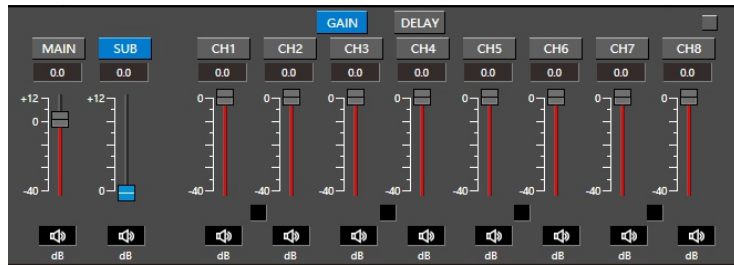 GAIN DELAY
MAIN SUB CH1 CH2 CH3 CH4 CH5 CH6 CH7 CH8
0.0 0.0 0.0 0.0 0.0 0.0 0.0 0.0 0.0 0.0
+12 +12 0 0 0 0 0 0 0 0
0
-40 0 -40 -40 -40 -40 -40 -40 -40 -40
dB dB dB dB dB dB dB dB dB dB